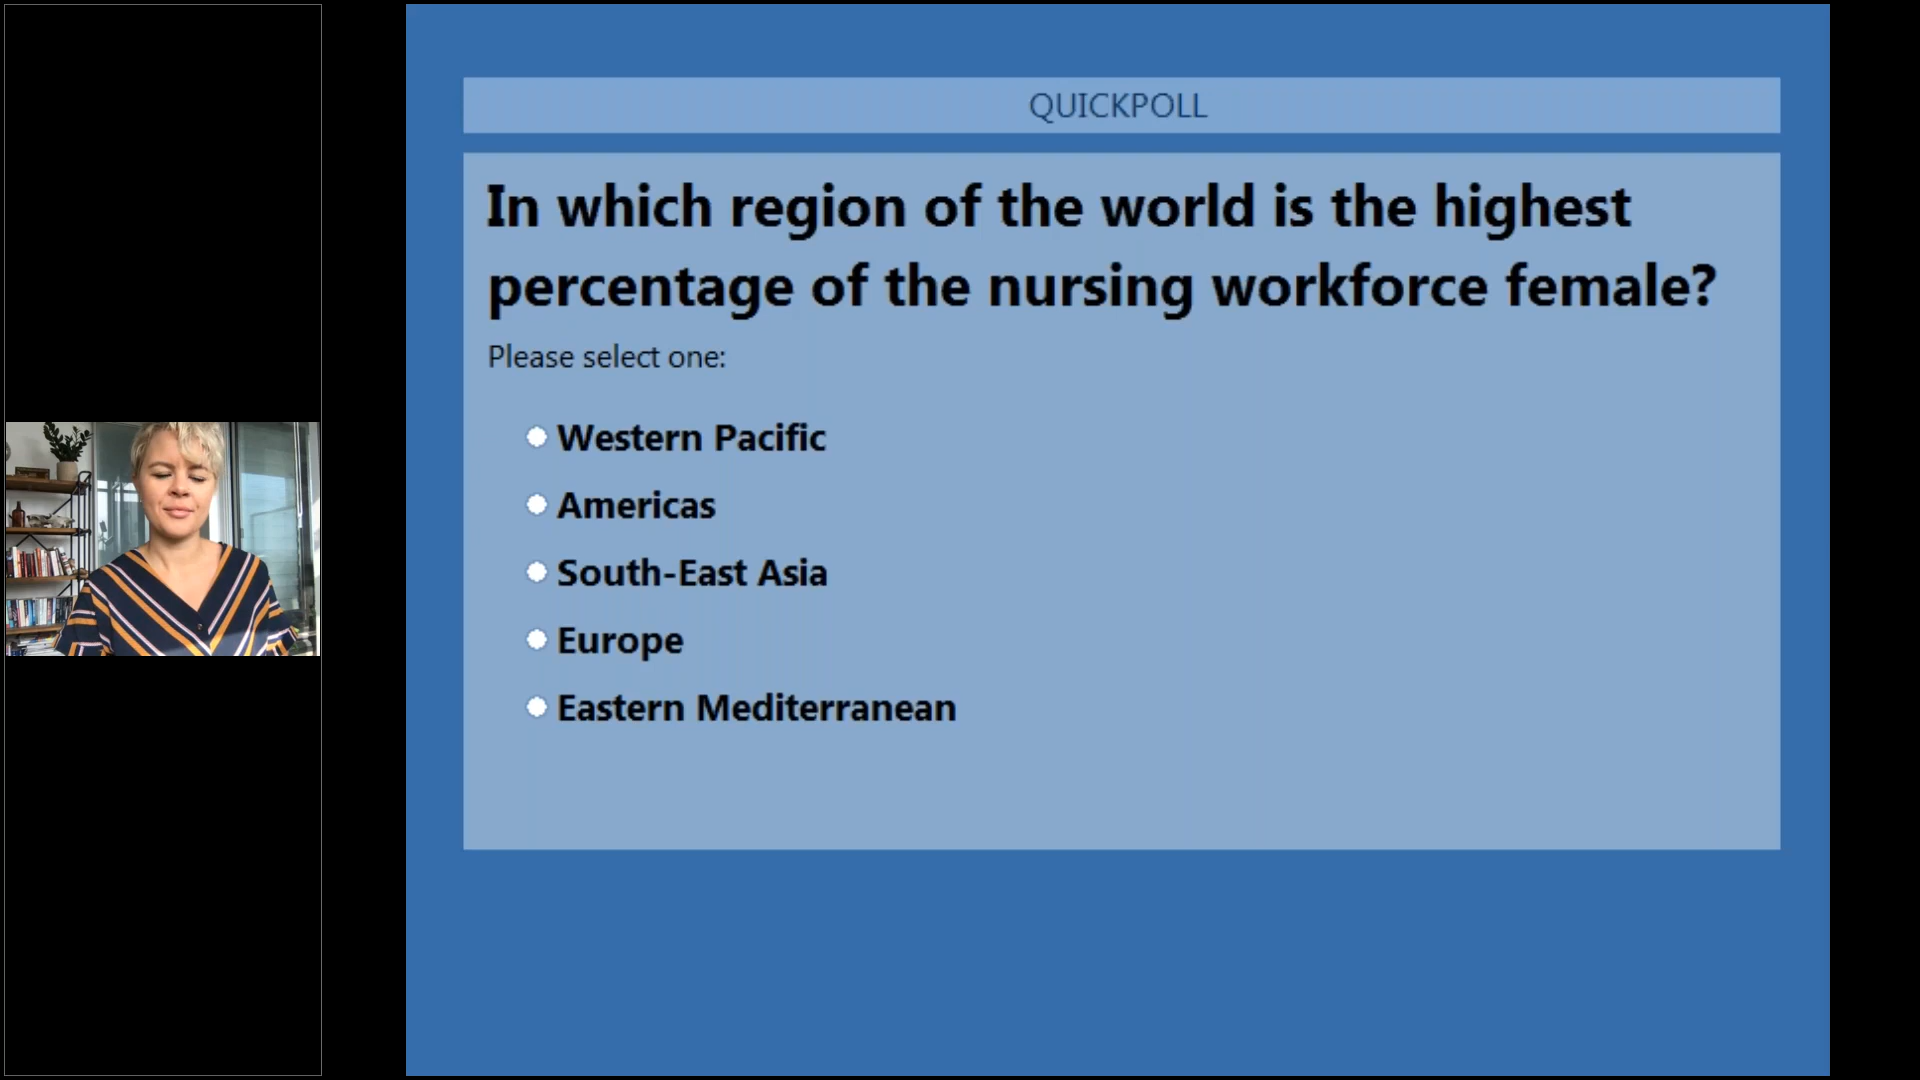 QUICKPOLL
In which region of the world is the highest
percentage of the nursing workforce female?
Please select one:
Western Pacific
Americas
South-East Asia
Europe
Eastern Mediterranean